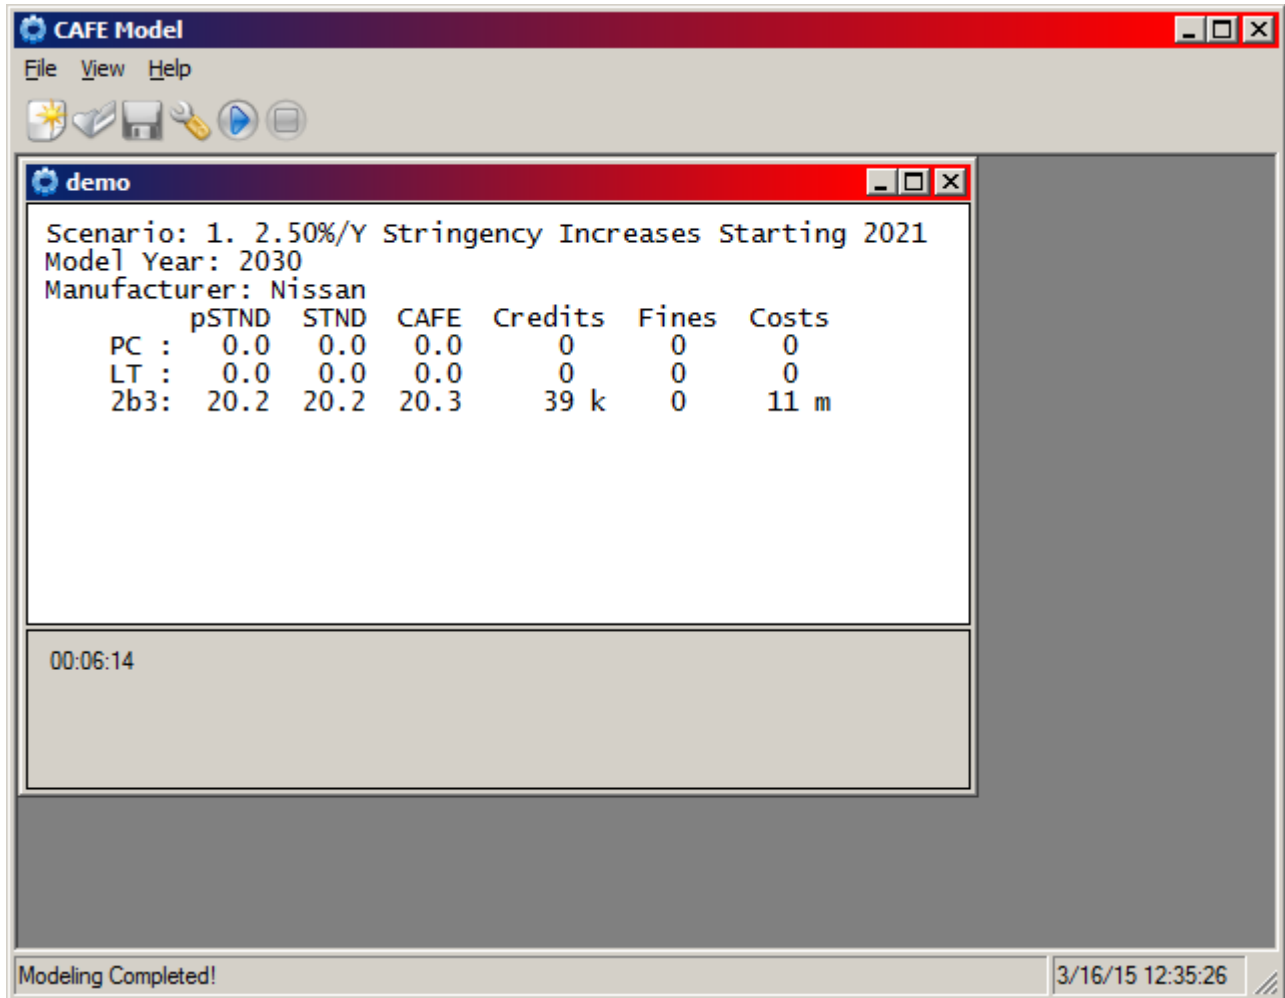 CAFE Model
File View Help
demo
Scenario: 1. 2.50%/Y Stringency Increases Starting 2021
Model Year: 2030
Manufacturer: Nissan
pSTND STND CAFE Credits Fines Costs
PC : 0.0 0.0 0.0 0 0 0
LT : 0.0 0.0 0.0 0 0 0
2b3: 20.2 20.2 20.3 39 k 0 11 m
00:06:14
Modeling Completed! 3/16/15 12:35:26